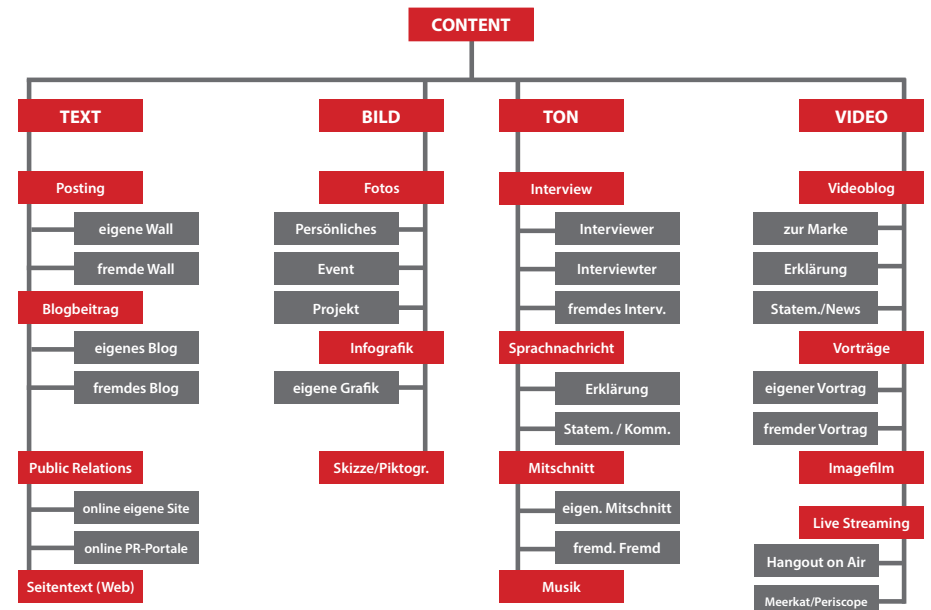 CONTENT
TEXT
Posting
eigene Wall
fremde Wall
Blogbeitrag
eigenes Blog
fremdes Blog
Public Relations
online eigene Site
online PR-Portale
Seitentext (Web)
BILD
Fotos
Persönliches
Event
Projekt
Infografik
eigene Grafik
Skizze/Piktogr.
TON
Interview
Interviewer
Interviewter
fremdes Interv.
Sprachnachricht
Erklärung
Statem. / Komm.
Mitschnitt
eigen. Mitschnitt
fremd. Fremd
Musik
VIDEO
Videoblog
zur Marke
Erklärung
Statem./News
Vorträge
eigener Vortrag
fremder Vortrag
Imagefilm
Live Streaming
Hangout on Air
Meerkat/Periscope